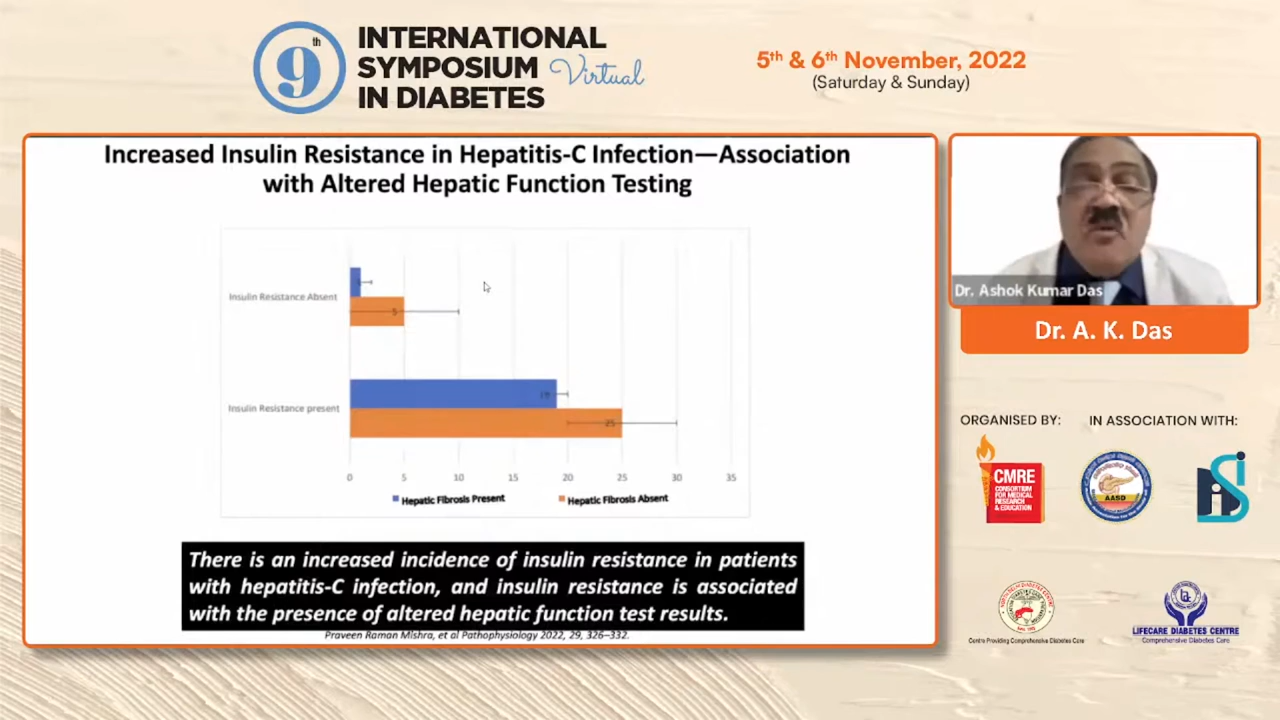 9th
INTERNATIONAL
SYMPOSIUM Virtual
IN DIABETES
5th & 6th November, 2022
(Saturday & Sunday)
Increased Insulin Resistance in Hepatitis-C Infection—Association
with Altered Hepatic Function Testing
Insulin Resistance Absent
5
Insulin Resistance present
19
25
0 5 10 15 20 25 30 35
Hepatic Fibrosis Present Hepatic Fibrosis Absent
There is an increased incidence of insulin resistance in patients
with hepatitis-C infection, and insulin resistance is associated
with the presence of altered hepatic function test results.
Praveen Raman Mishra, et al Pathophysiology 2022, 29, 326–332.
Dr. Ashok Kumar Das
Dr. A. K. Das
ORGANISED BY: IN ASSOCIATION WITH:
CMRE
CONSORTIUM
FOR MEDICAL
RESEARCH
& EDUCATION
AASD
Centre Providing Comprehensive Diabetes Care
LIFECARE DIABETES CENTRE
Comprehensive Diabetes Care